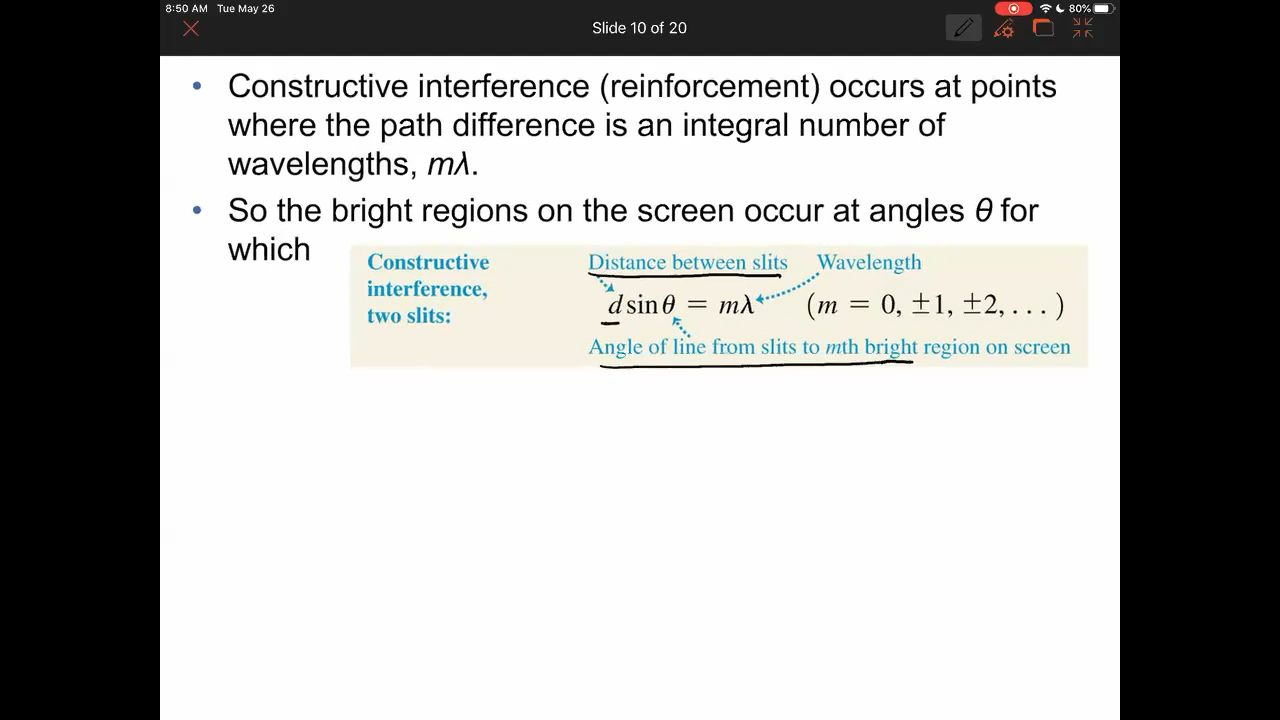 8:50 AM Tue May 26
80%
Slide 10 of 20
• Constructive interference (reinforcement) occurs at points
where the path difference is an integral number of
wavelengths, mλ.
• So the bright regions on the screen occur at angles θ for
which
Constructive
interference,
two slits:
Distance between slits
Wavelength
d sin θ = mλ (m = 0, ±1, ±2, . . . )
Angle of line from slits to mth bright region on screen